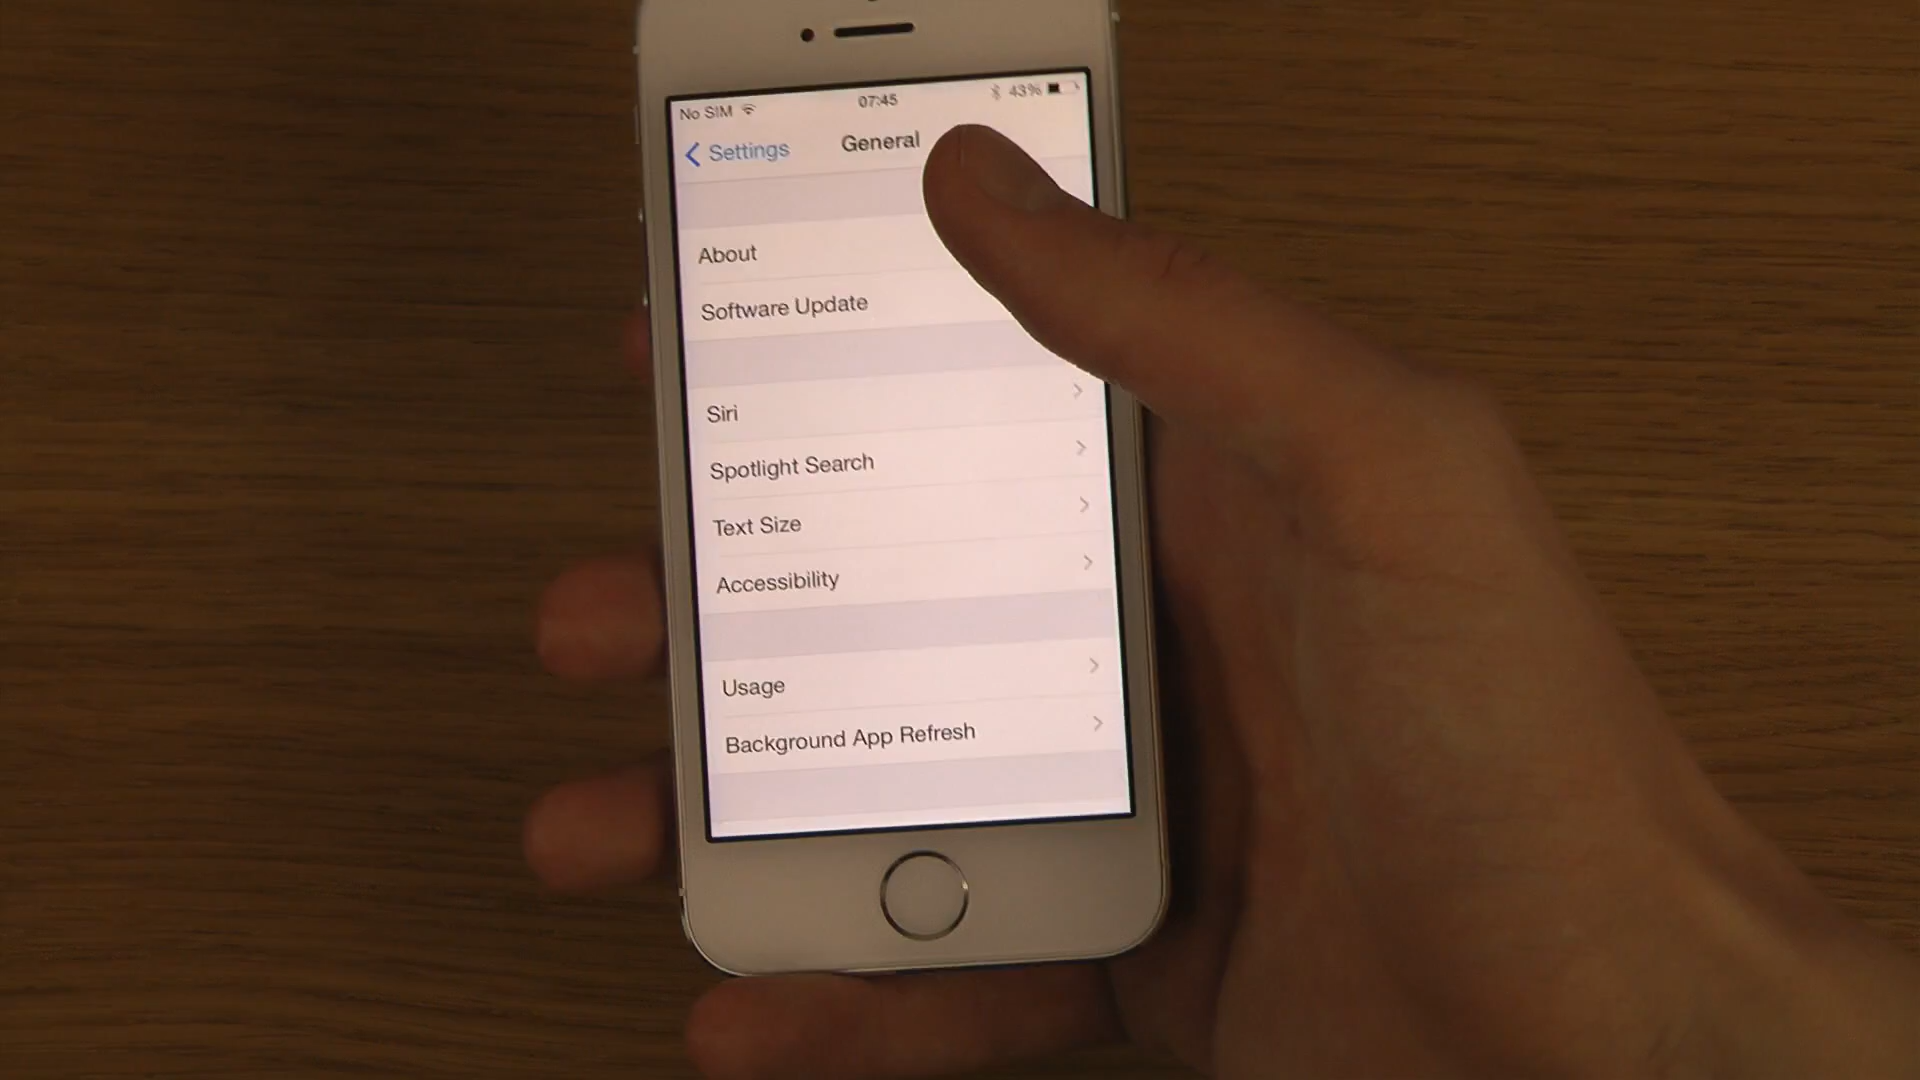 No SIM 07:45 43%
Settings General
About
Software Update
Siri
Spotlight Search
Text Size
Accessibility
Usage
Background App Refresh